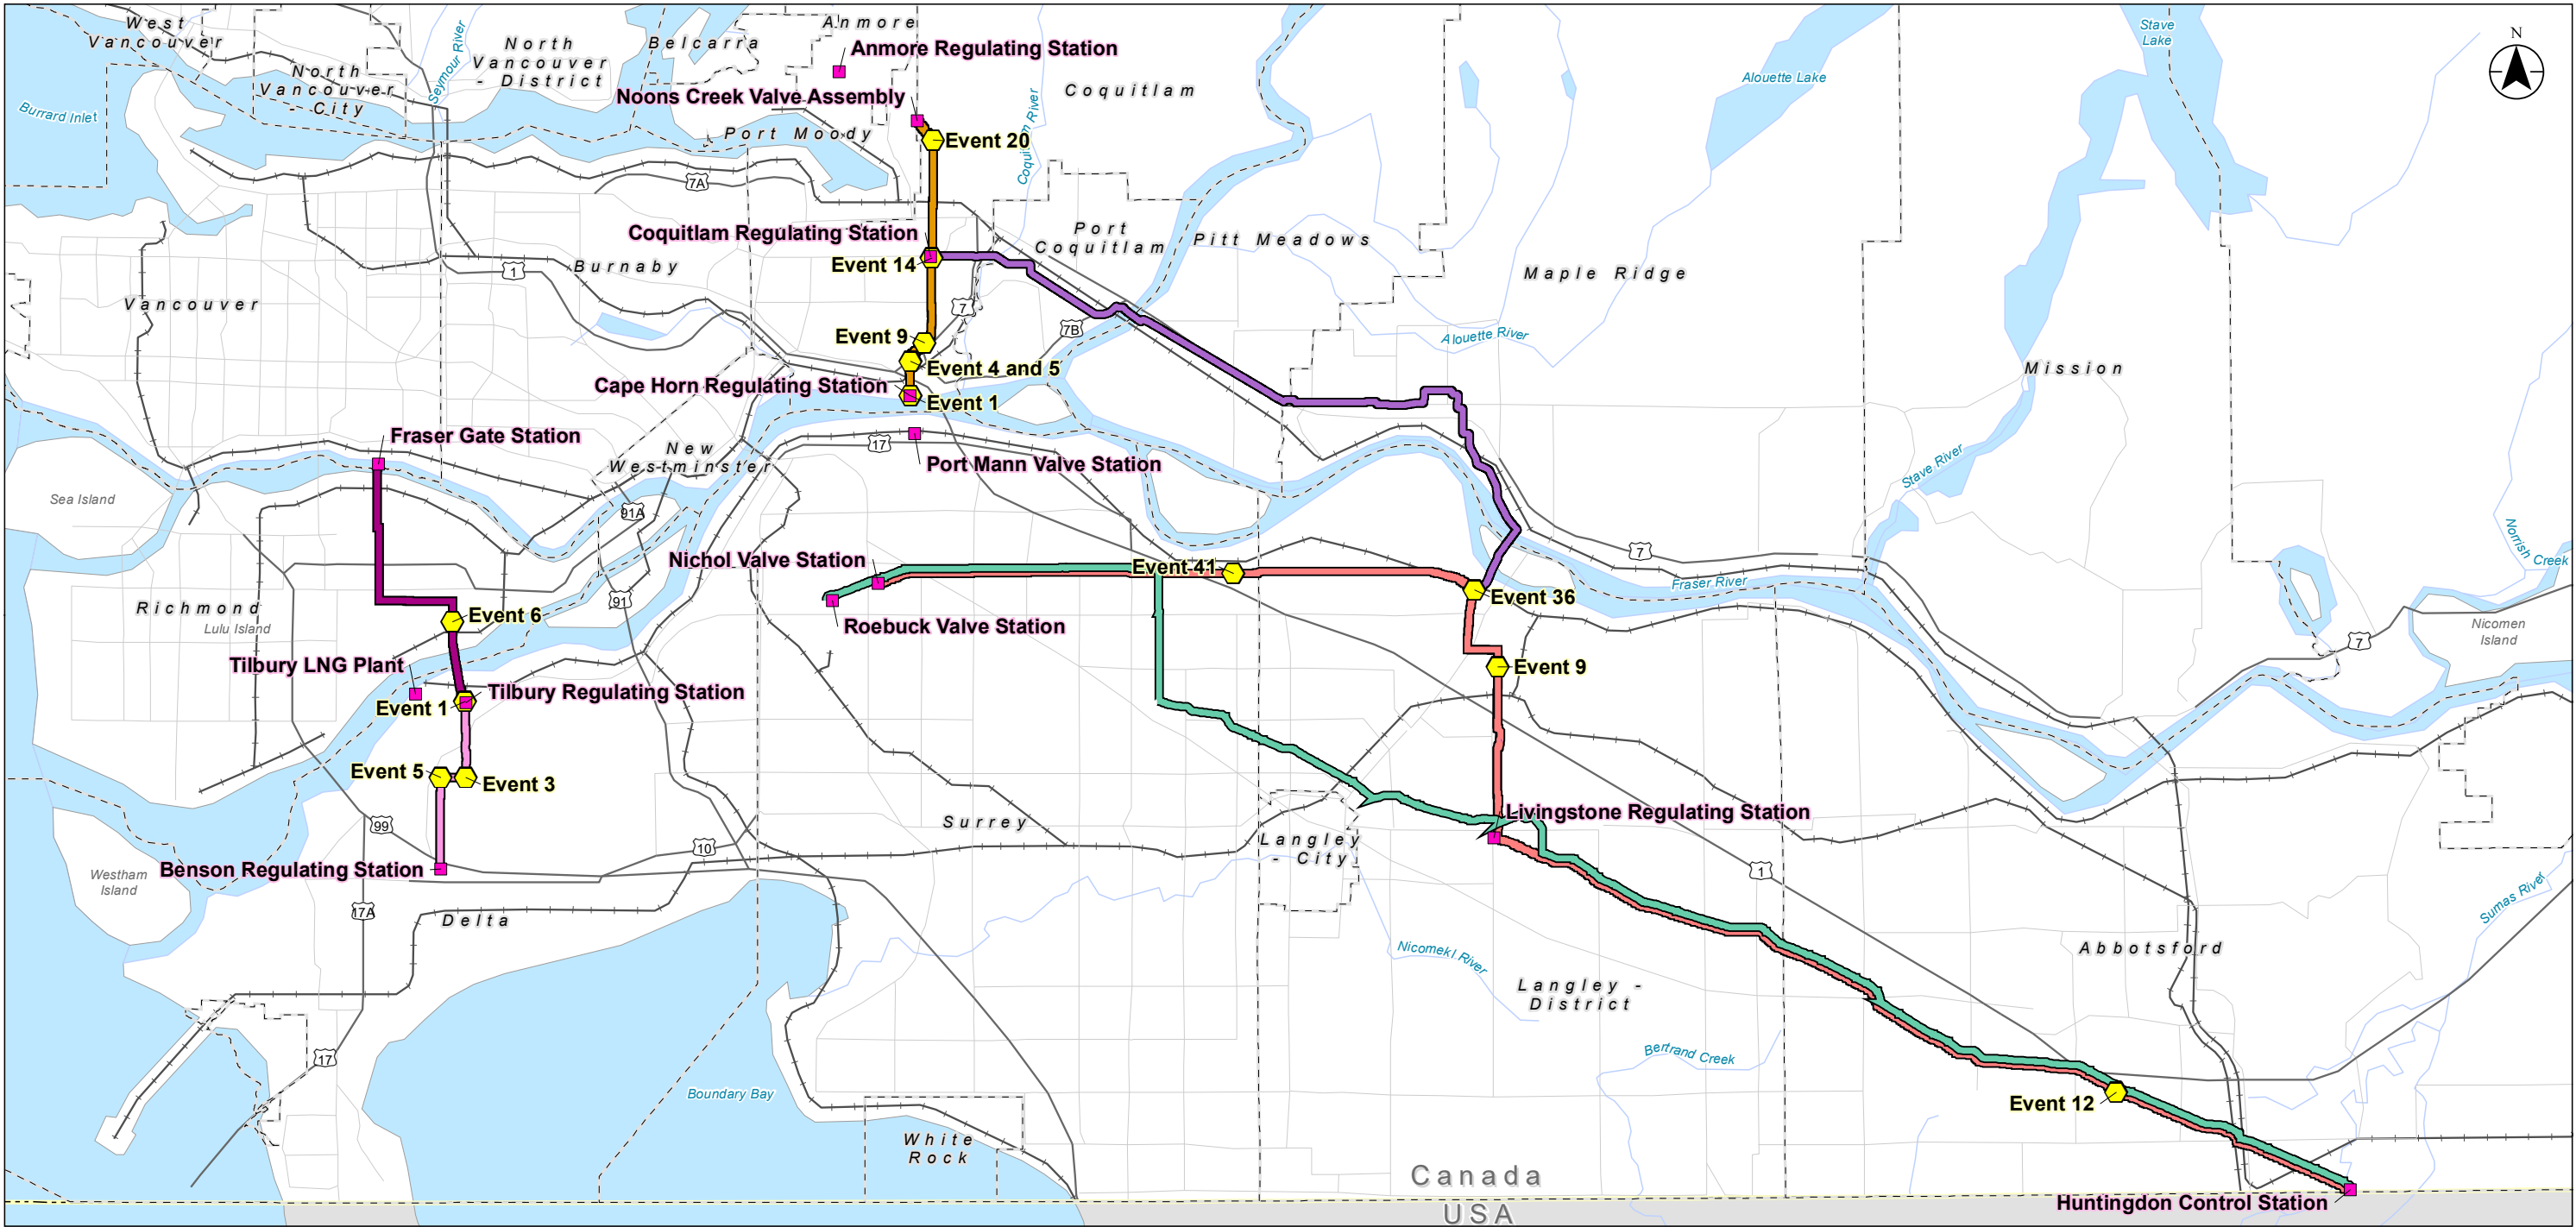 West
Vancouver
North
Vancouver
- City
Seymour River
North
Vancouver
- District
Belcarra
Anmore
Anmore Regulating Station
Noons Creek Valve Assembly
Burrard Inlet
Port Moody
Event 20
Coquitlam River
Coquitlam
Alouette Lake
Stave
Lake
N
7A
Coquitlam Regulating Station
Event 14
Port
Coquitlam
Pitt Meadows
Maple Ridge
1
Burnaby
Vancouver
7
7B
Event 9
Event 4 and 5
Cape Horn Regulating Station
Event 1
Alouette River
Mission
Fraser Gate Station
New
Westminster
17
Port Mann Valve Station
Stave River
Sea Island
91A
Nichol Valve Station
Event 41
7
Fraser River
Norrish Creek
Richmond
Lulu Island
91
Event 6
Roebuck Valve Station
Event 36
Nicomen
Island
7
Tilbury LNG Plant
Tilbury Regulating Station
Event 1
Event 9
Event 5
Event 3
99
10
Surrey
Livingstone Regulating Station
Langley
- City
Benson Regulating Station
Westham
Island
17A
Delta
1
Sumas River
Nicomekl River
Abbotsford
Langley -
District
17
Boundary Bay
Bertrand Creek
Event 12
White
Rock
Canada
USA
Huntingdon Control Station